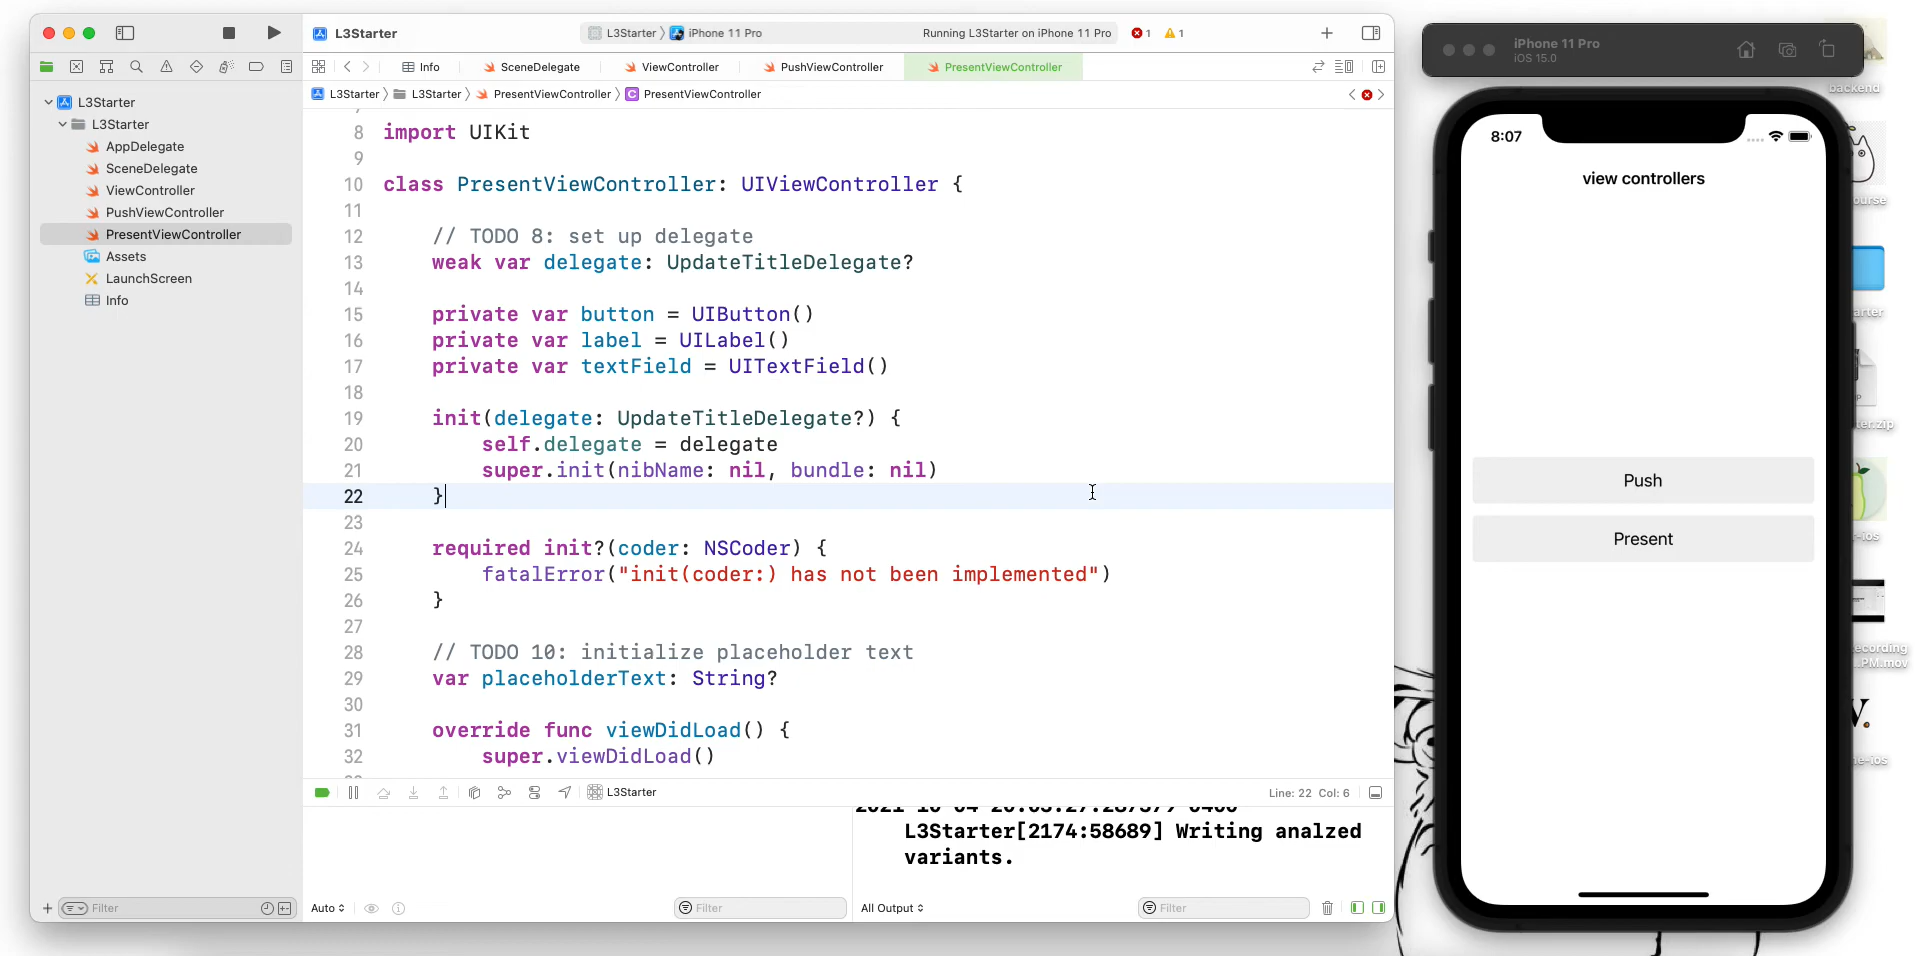 L3Starter
L3Starter 〉 iPhone 11 Pro
Running L3Starter on iPhone 11 Pro
1
1
Info
SceneDelegate
ViewController
PushViewController
PresentViewController
L3Starter 〉 L3Starter 〉 PresentViewController 〉 PresentViewController
L3Starter
L3Starter
AppDelegate
SceneDelegate
ViewController
PushViewController
PresentViewController
Assets
LaunchScreen
Info
Filter
8 import UIKit
9
10 class PresentViewController: UIViewController {
11
12 // TODO 8: set up delegate
13 weak var delegate: UpdateTitleDelegate?
14
15 private var button = UIButton()
16 private var label = UILabel()
17 private var textField = UITextField()
18
19 init(delegate: UpdateTitleDelegate?) {
20 self.delegate = delegate
21 super.init(nibName: nil, bundle: nil)
22 }
23
24 required init?(coder: NSCoder) {
25 fatalError("init(coder:) has not been implemented")
26 }
27
28 // TODO 10: initialize placeholder text
29 var placeholderText: String?
30
31 override func viewDidLoad() {
32 super.viewDidLoad()
L3Starter
Line: 22 Col: 6
L3Starter[2174:58689] Writing analzed
variants.
Auto
Filter
All Output
Filter
iPhone 11 Pro
iOS 15.0
8:07
view controllers
Push
Present
backend